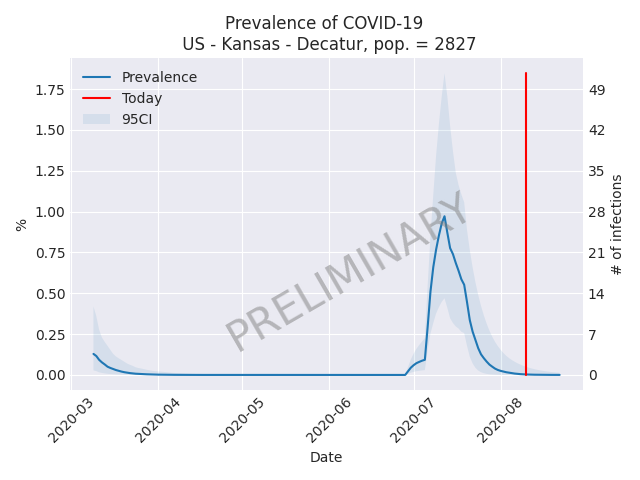 Prevalence of COVID-19
US - Kansas - Decatur, pop. = 2827
Prevalence
Today
95CI
PRELIMINARY
%
1.75
1.50
1.25
1.00
0.75
0.50
0.25
0.00
49
42
35
28
21
14
7
0
# of infections
2020-03
2020-04
2020-05
2020-06
2020-07
2020-08
Date